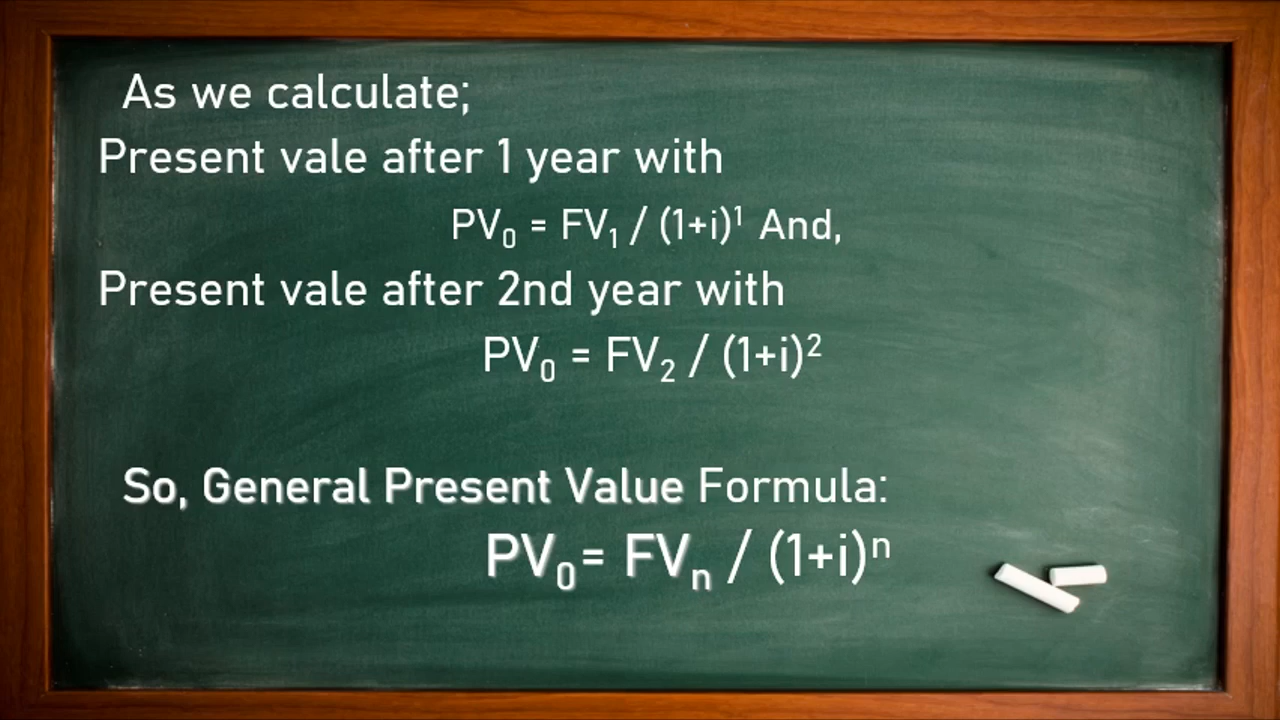 As we calculate;
Present vale after 1 year with
PV₀ = FV₁ / (1+i)¹ And,
Present vale after 2nd year with
PV₀ = FV₂ / (1+i)²
So, General Present Value Formula:
PV₀= FVₙ / (1+i)ⁿ